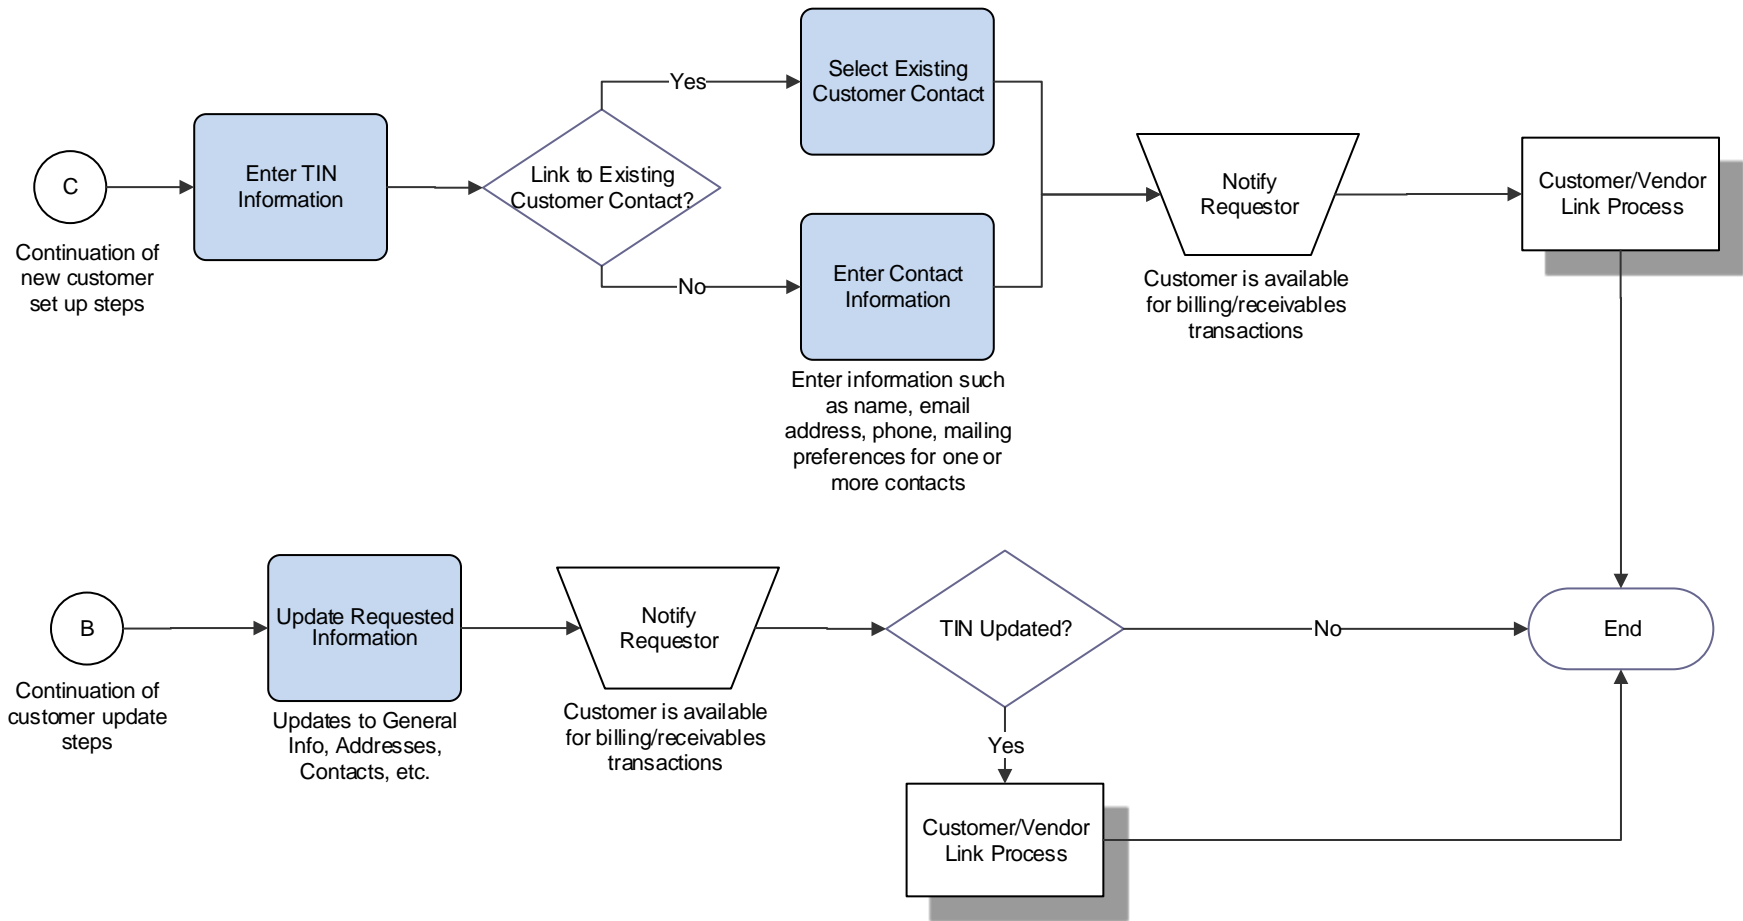 Yes
Select Existing
Customer Contact
C
Enter TIN
Information
Link to Existing
Customer Contact?
Notify
Requestor
Customer/Vendor
Link Process
Continuation of
new customer
set up steps
No
Enter Contact
Information
Customer is available
for billing/receivables
transactions
Enter information such
as name, email
address, phone, mailing
preferences for one or
more contacts
B
Update Requested
Information
Notify
Requestor
TIN Updated?
No
End
Continuation of
customer update
steps
Updates to General
Info, Addresses,
Contacts, etc.
Customer is available
for billing/receivables
transactions
Yes
Customer/Vendor
Link Process